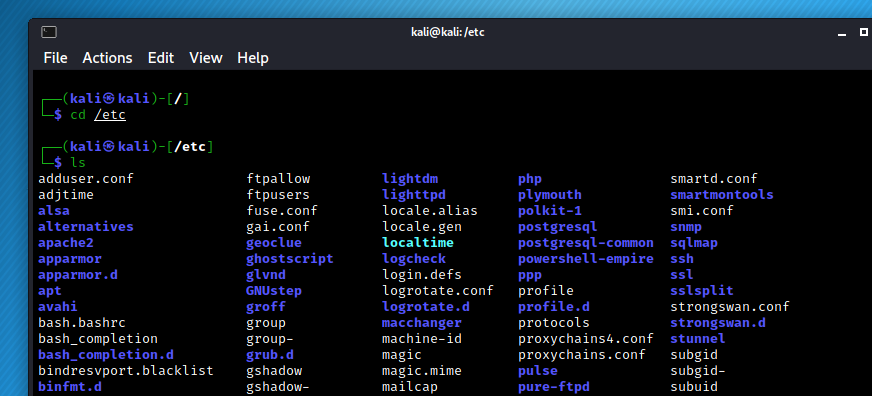 kali@kali: /etc
File Actions Edit View Help
┌──(kali㉿kali)-[/]
└─$ cd /etc
┌──(kali㉿kali)-[/etc]
└─$ ls
adduser.conf ftpallow lightdm php smartd.conf
adjtime ftpusers lighttpd plymouth smartmontools
alsa fuse.conf locale.alias polkit-1 smi.conf
alternatives gai.conf locale.gen postgresql snmp
apache2 geoclue localtime postgresql-common sqlmap
apparmor ghostscript logcheck powershell-empire ssh
apparmor.d glvnd login.defs ppp ssl
apt GNUstep logrotate.conf profile sslsplit
avahi groff logrotate.d profile.d strongswan.conf
bash.bashrc group macchanger protocols strongswan.d
bash_completion group- machine-id proxychains4.conf stunnel
bash_completion.d grub.d magic proxychains.conf subgid
bindresvport.blacklist gshadow magic.mime pulse subgid-
binfmt.d gshadow- mailcap pure-ftpd subuid